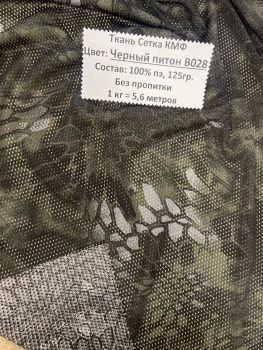 Ткань Сетка КМФ
Цвет: Черный питон B028
Состав: 100% пэ, 125гр.
Без пропитки
1 кг = 5,6 метров